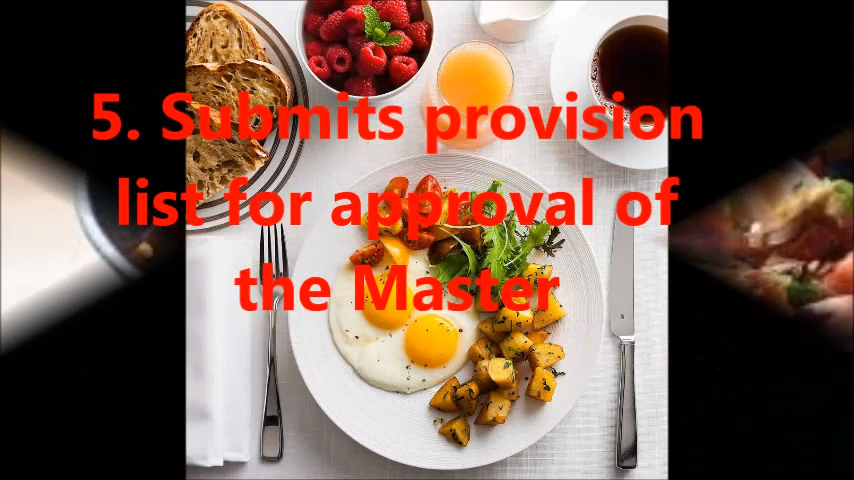 5. Submits provision
list for approval of
the Master